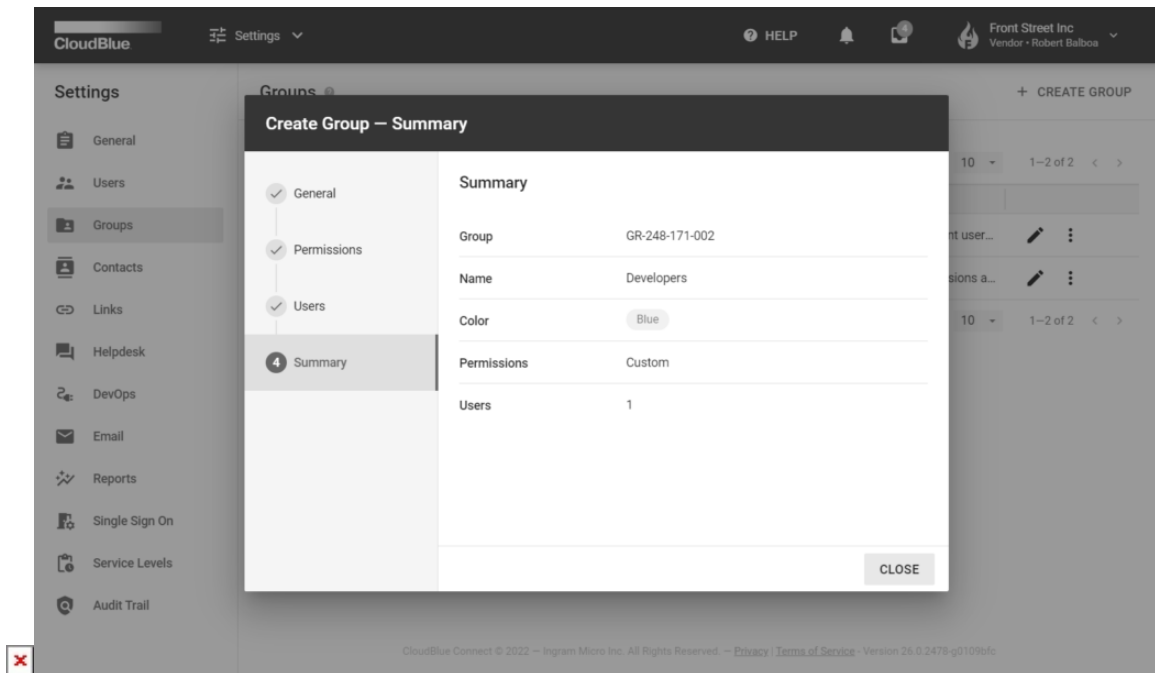 CloudBlue
Settings
HELP
4
Front Street Inc
Vendor • Robert Balboa
Settings
General
Users
Groups
Contacts
Links
Helpdesk
DevOps
Email
Reports
Single Sign On
Service Levels
Audit Trail
Groups
+ CREATE GROUP
10
1–2 of 2
nt user...
sions a...
10
1–2 of 2
Create Group — Summary
General
Permissions
Users
4 Summary
Summary
Group GR-248-171-002
Name Developers
Color Blue
Permissions Custom
Users 1
CLOSE
CloudBlue Connect © 2022 — Ingram Micro Inc. All Rights Reserved. — Privacy | Terms of Service - Version 26.0.2478-g0109bfc